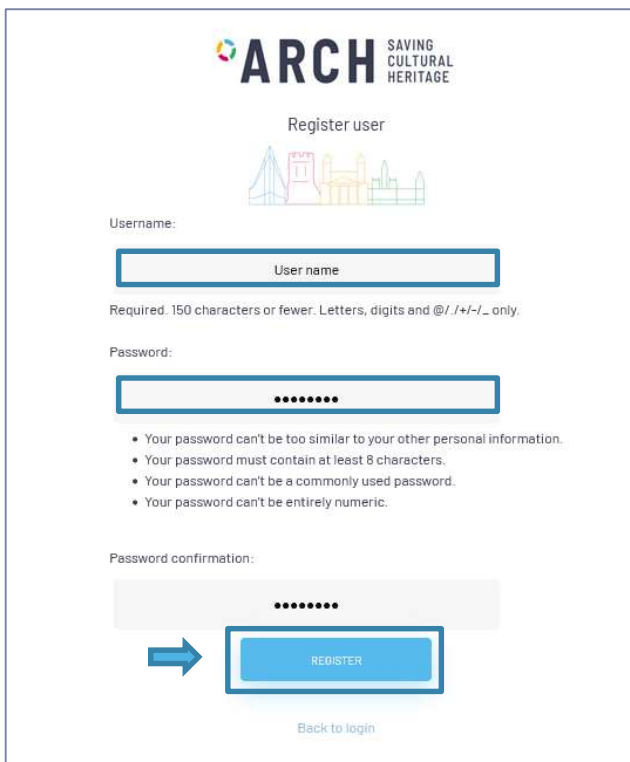 ARCH SAVING
CULTURAL
HERITAGE
Register user
Username:
User name
Required. 150 characters or fewer. Letters, digits and @/./+/-/_ only.
Password:
••••••••
• Your password can't be too similar to your other personal information.
• Your password must contain at least 8 characters.
• Your password can't be a commonly used password.
• Your password can't be entirely numeric.
Password confirmation:
••••••••
REGISTER
Back to login